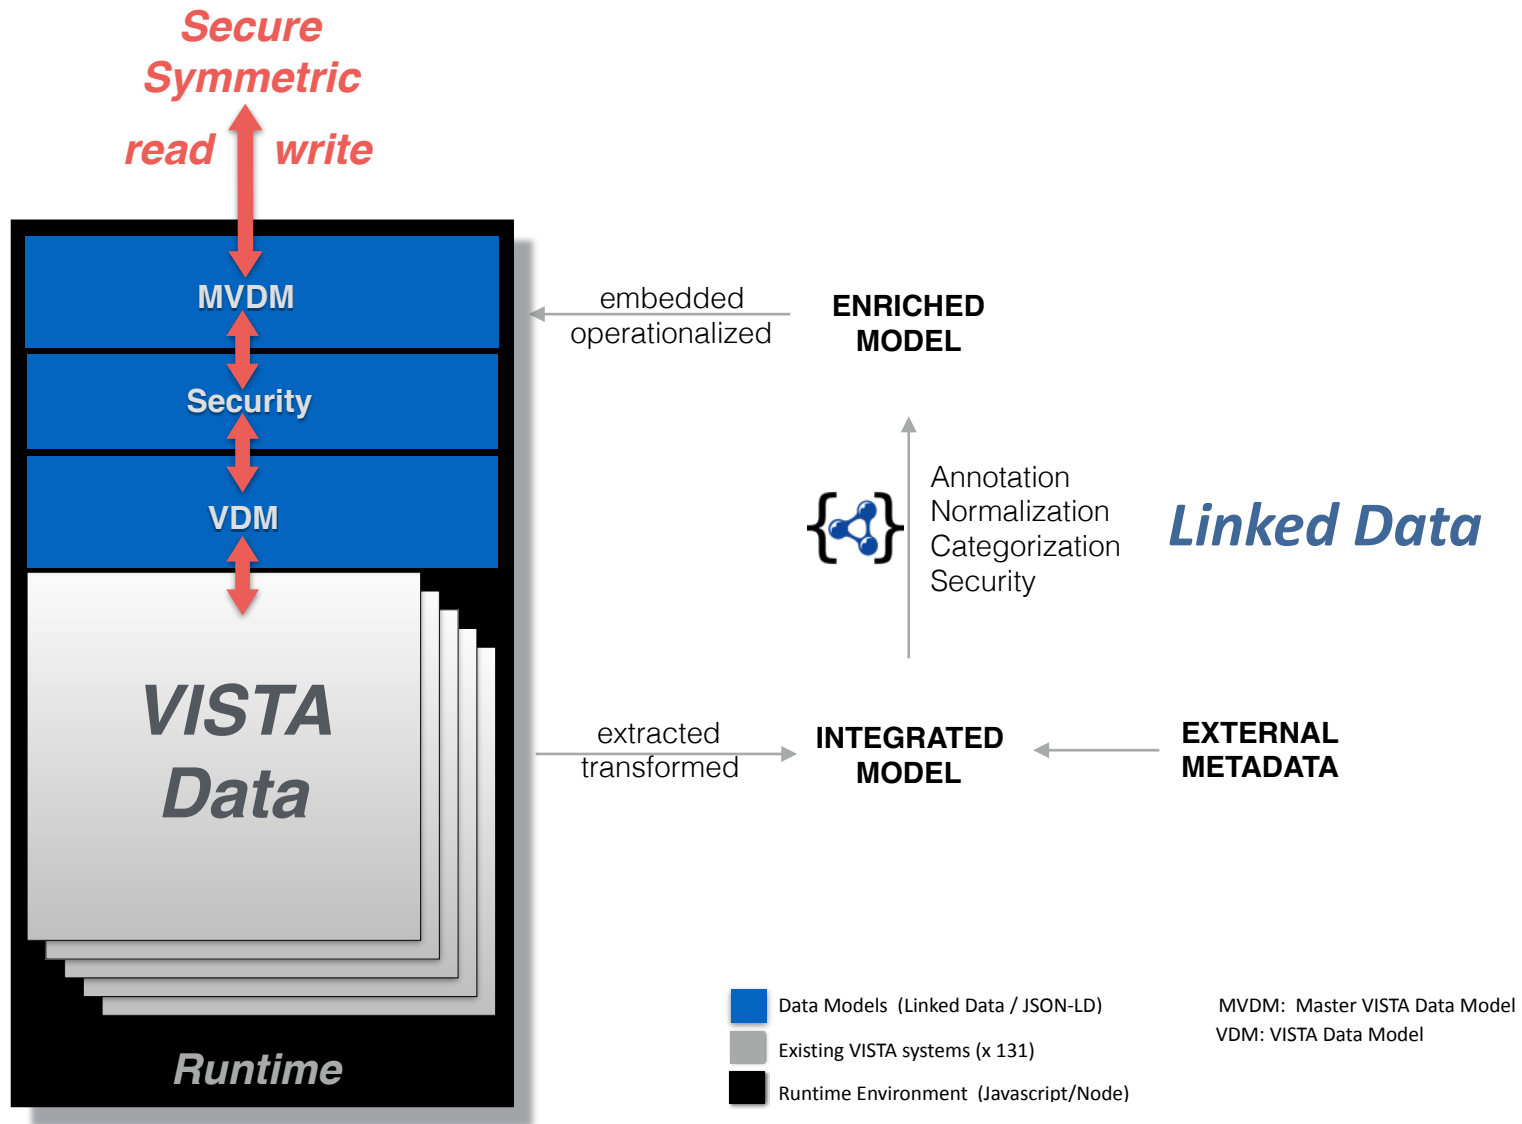 Secure
Symmetric
read write
MVDM
Security
VDM
VISTA
Data
Runtime
embedded
operationalized
ENRICHED
MODEL
Annotation
Normalization
Categorization
Security
Linked Data
extracted
transformed
INTEGRATED
MODEL
EXTERNAL
METADATA
Data Models (Linked Data / JSON-LD)
Existing VISTA systems (x 131)
Runtime Environment (Javascript/Node)
MVDM: Master VISTA Data Model
VDM: VISTA Data Model